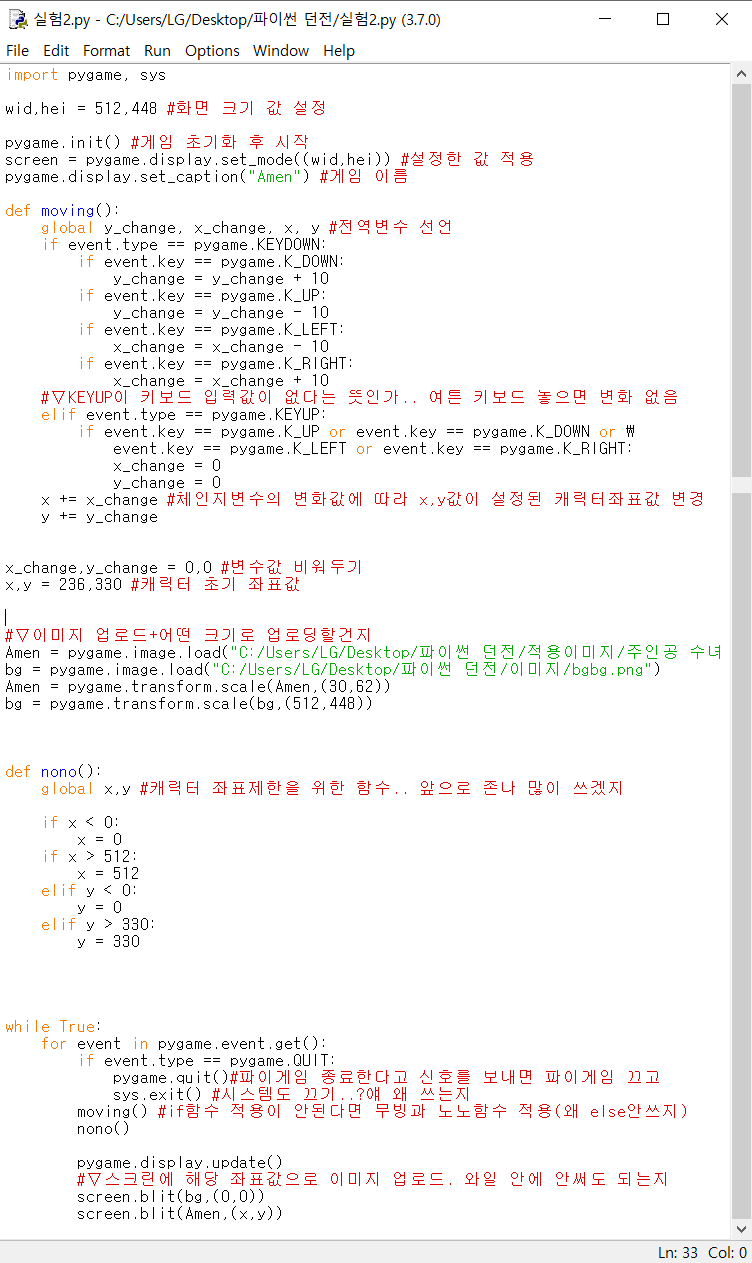 실험2.py - C:/Users/LG/Desktop/파이썬 던전/실험2.py (3.7.0)
File Edit Format Run Options Window Help
import pygame, sys
wid,hei = 512,448 #화면 크기 값 설정
pygame.init() #게임 초기화 후 시작
screen = pygame.display.set_mode((wid,hei)) #설정한 값 적용
pygame.display.set_caption("Amen") #게임 이름
def moving():
    global y_change, x_change, x, y #전역변수 선언
    if event.type == pygame.KEYDOWN:
        if event.key == pygame.K_DOWN:
            y_change = y_change + 10
        if event.key == pygame.K_UP:
            y_change = y_change - 10
        if event.key == pygame.K_LEFT:
            x_change = x_change - 10
        if event.key == pygame.K_RIGHT:
            x_change = x_change + 10
    #▽KEYUP이 키보드 입력값이 없다는 뜻인가.. 여튼 키보드 놓으면 변화 없음
    elif event.type == pygame.KEYUP:
        if event.key == pygame.K_UP or event.key == pygame.K_DOWN or ₩
            event.key == pygame.K_LEFT or event.key == pygame.K_RIGHT:
            x_change = 0
            y_change = 0
    x += x_change #체인지변수의 변화값에 따라 x,y값이 설정된 캐릭터좌표값 변경
    y += y_change
x_change,y_change = 0,0 #변수값 비워두기
x,y = 236,330 #캐릭터 초기 좌표값
#▽이미지 업로드+어떤 크기로 업로딩할건지
Amen = pygame.image.load("C:/Users/LG/Desktop/파이썬 던전/적용이미지/주인공 수녀
bg = pygame.image.load("C:/Users/LG/Desktop/파이썬 던전/이미지/bgbg.png")
Amen = pygame.transform.scale(Amen,(30,62))
bg = pygame.transform.scale(bg,(512,448))
def nono():
    global x,y #캐릭터 좌표제한을 위한 함수.. 앞으로 존나 많이 쓰겠지
    if x < 0:
        x = 0
    if x > 512:
        x = 512
    elif y < 0:
        y = 0
    elif y > 330:
        y = 330
while True:
    for event in pygame.event.get():
        if event.type == pygame.QUIT:
            pygame.quit()#파이게임 종료한다고 신호를 보내면 파이게임 끄고
            sys.exit() #시스템도 끄기..?얘 왜 쓰는지
        moving() #if함수 적용이 안된다면 무빙과 노노함수 적용(왜 else안쓰지)
        nono()
        pygame.display.update()
        #▽스크린에 해당 좌표값으로 이미지 업로드. 와일 안에 안써도 되는지
        screen.blit(bg,(0,0))
        screen.blit(Amen,(x,y))
Ln: 33 Col: 0